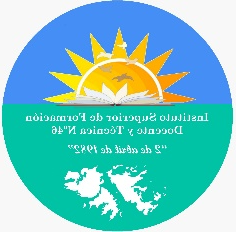 Instituto Superior de Formación
Docente y Técnica N°46
"2 de abril de 1982"